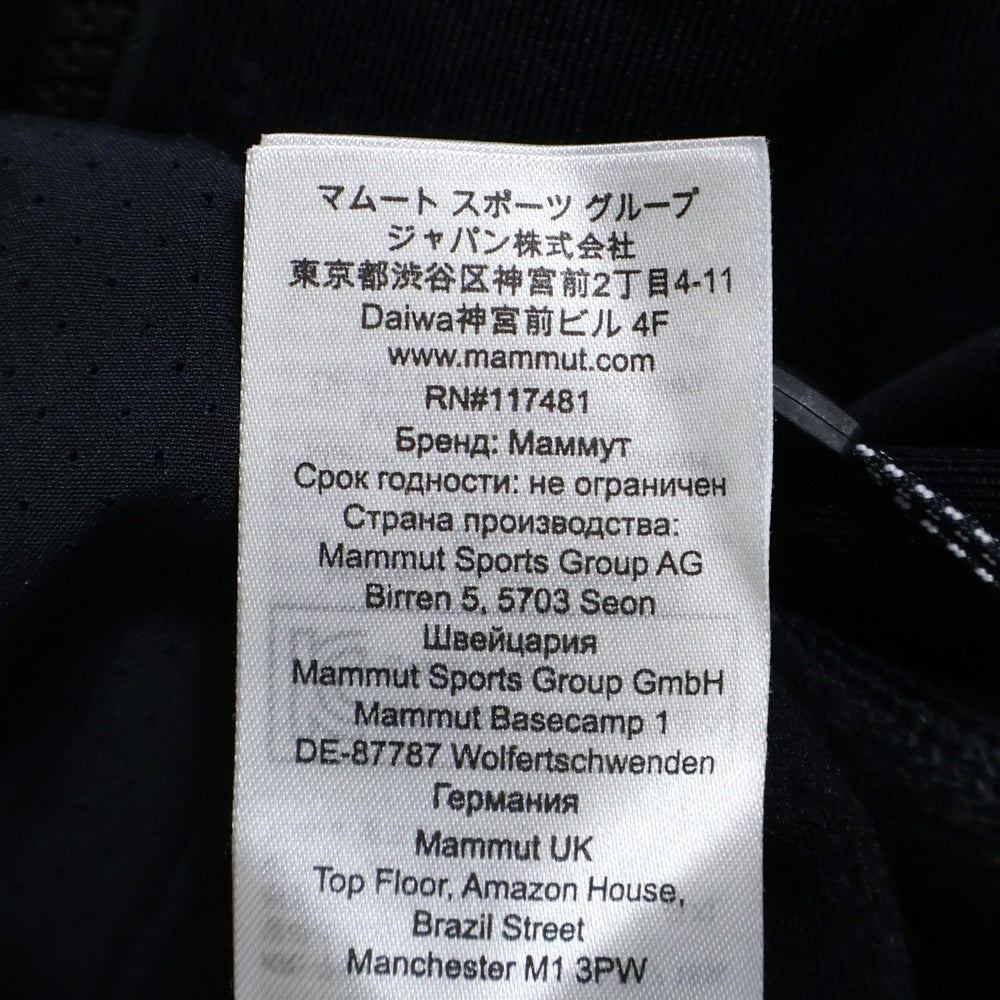 マムート スポーツ グループ
ジャパン株式会社
東京都渋谷区神宮前2丁目4-11
Daiwa神宮前ビル 4F
www.mammut.com
RN#117481
Бренд: Маммут
Срок годности: не ограничен
Страна производства:
Mammut Sports Group AG
Birren 5, 5703 Seon
Швейцария
Mammut Sports Group GmbH
Mammut Basecamp 1
DE-87787 Wolfertschwenden
Германия
Mammut UK
Top Floor, Amazon House,
Brazil Street
Manchester M1 3PW